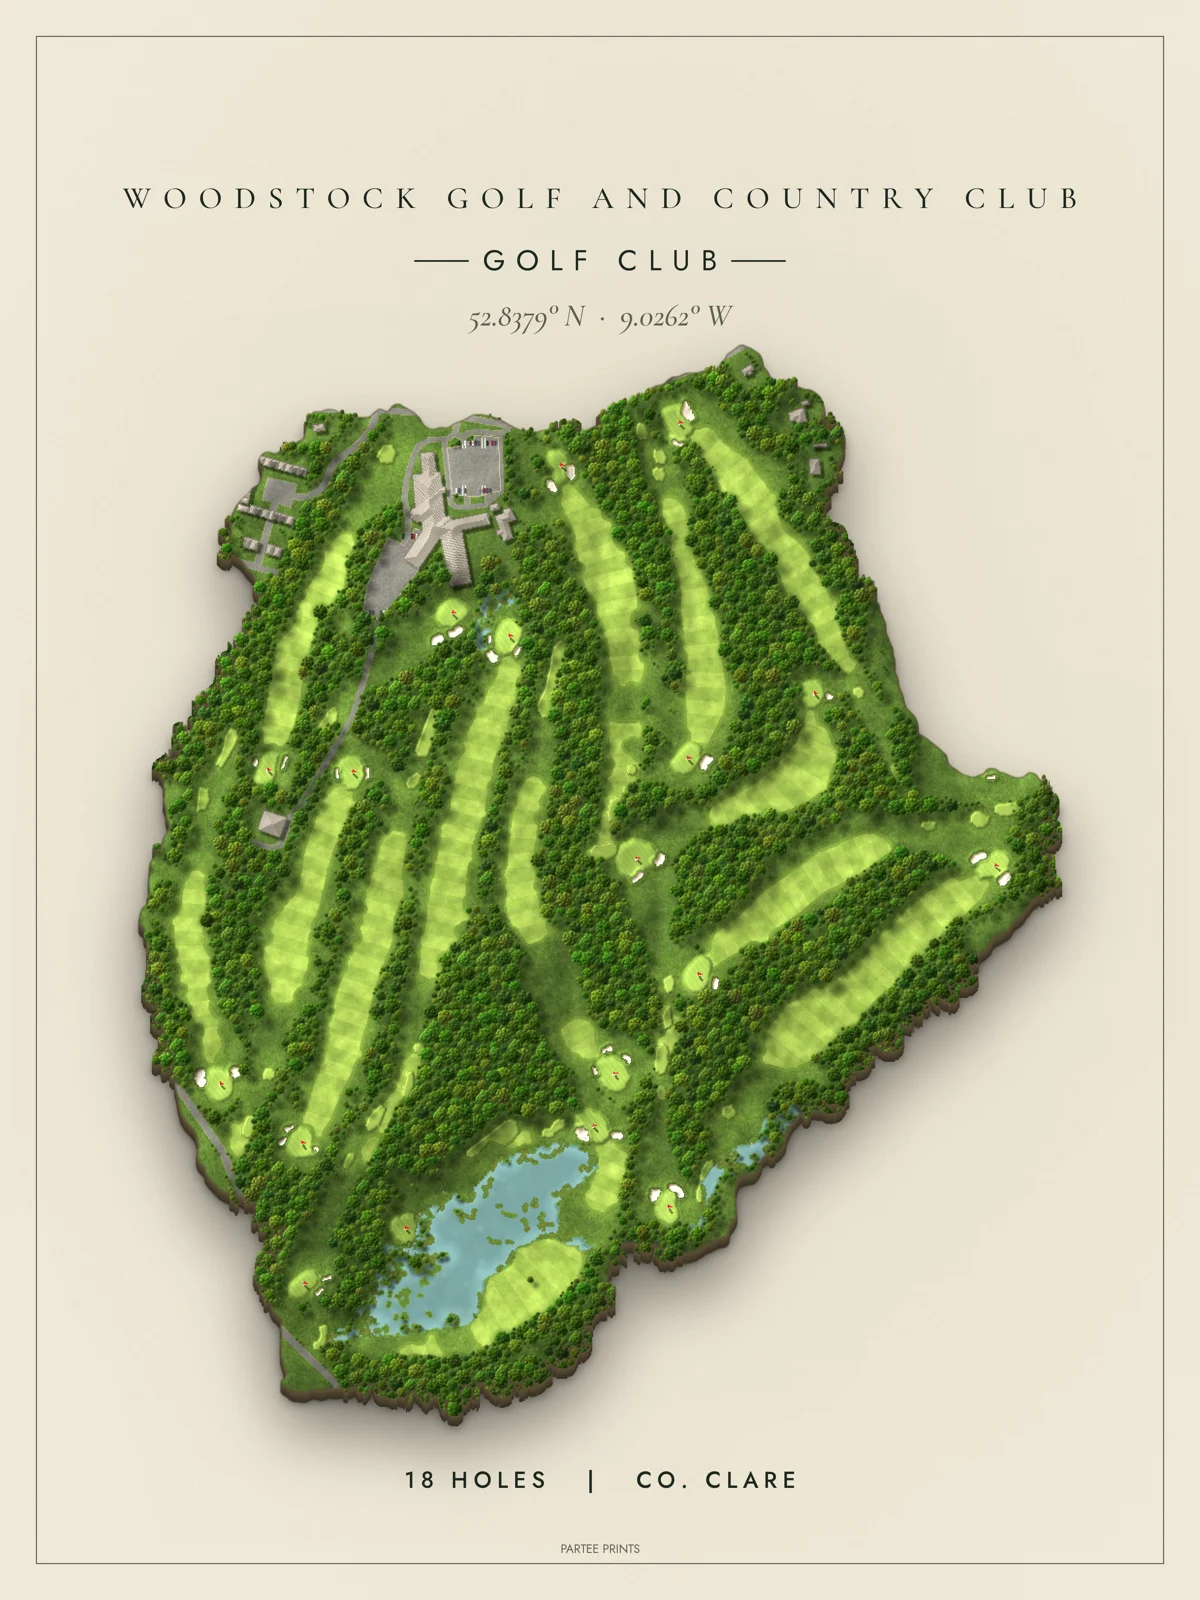 WOODSTOCK GOLF AND COUNTRY CLUB
GOLF CLUB
52.8379° N · 9.0262° W
18 HOLES | CO. CLARE
PARTEE PRINTS